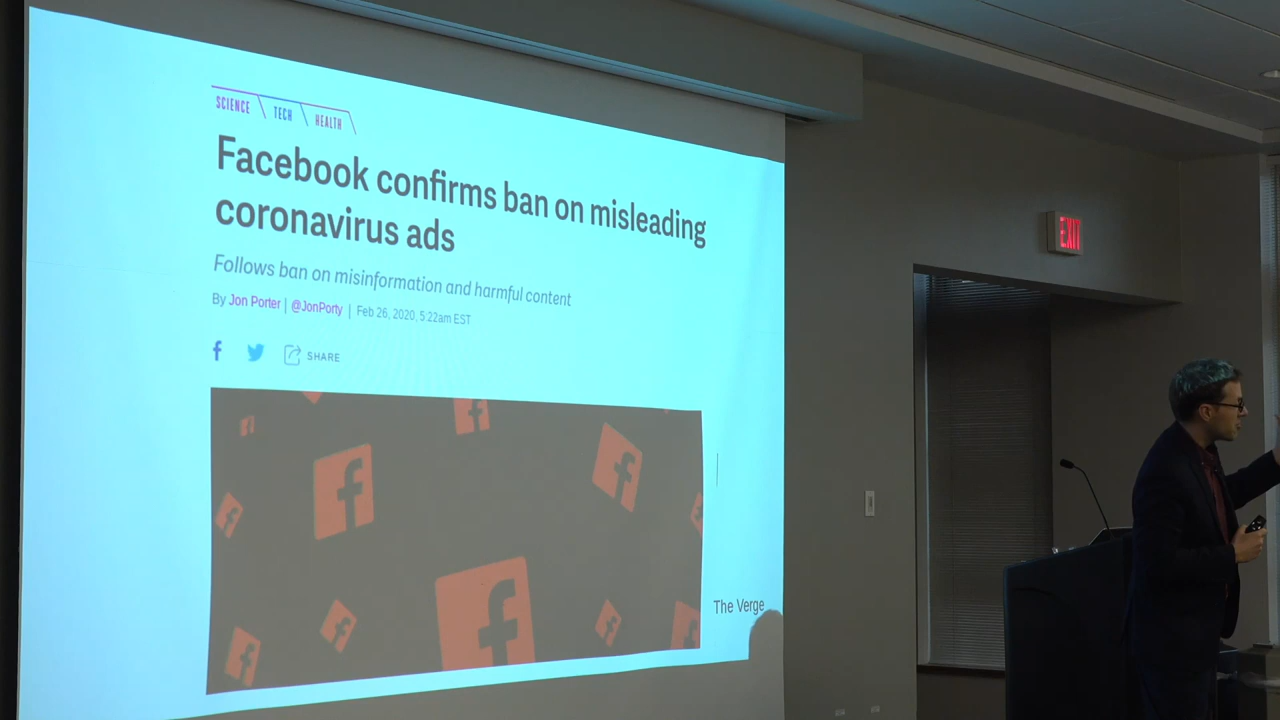 SCIENCE TECH HEALTH
Facebook confirms ban on misleading
coronavirus ads
Follows ban on misinformation and harmful content
By Jon Porter | @JonPorty | Feb 26, 2020, 5:22am EST
f SHARE
The Verge
EXIT